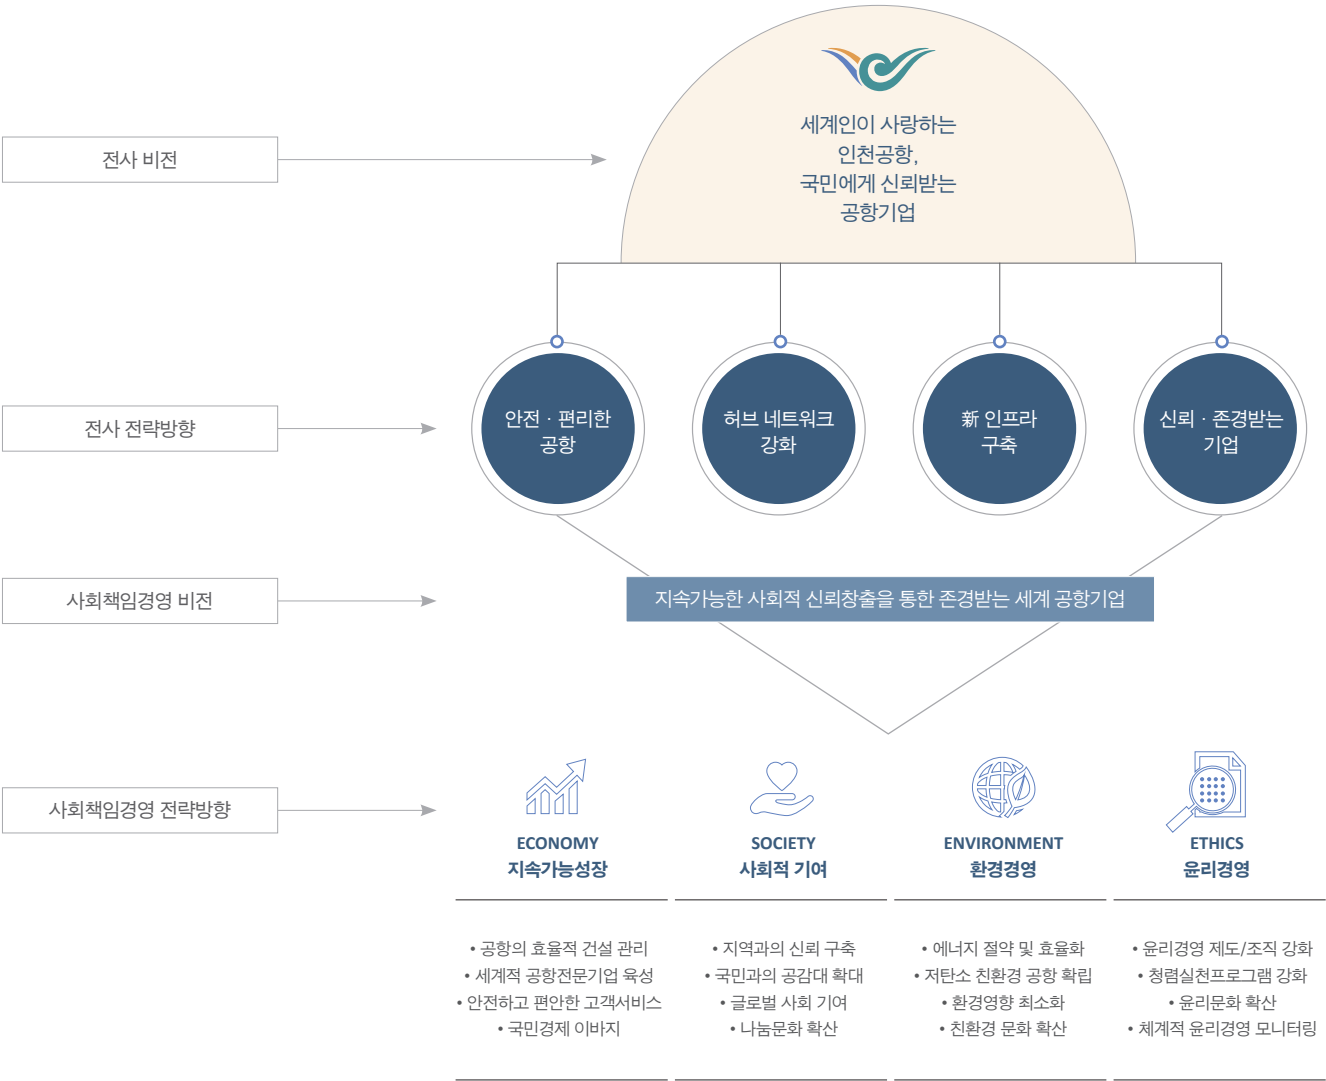 전사 비전
세계인이 사랑하는
인천공항,
국민에게 신뢰받는
공항기업
전사 전략방향
안전 · 편리한
공항
허브 네트워크
강화
新 인프라
구축
신뢰 · 존경받는
기업
사회책임경영 비전
지속가능한 사회적 신뢰창출을 통한 존경받는 세계 공항기업
사회책임경영 전략방향
ECONOMY
지속가능성장
• 공항의 효율적 건설 관리
• 세계적 공항전문기업 육성
• 안전하고 편안한 고객서비스
• 국민경제 이바지
SOCIETY
사회적 기여
• 지역과의 신뢰 구축
• 국민과의 공감대 확대
• 글로벌 사회 기여
• 나눔문화 확산
ENVIRONMENT
환경경영
• 에너지 절약 및 효율화
• 저탄소 친환경 공항 확립
• 환경영향 최소화
• 친환경 문화 확산
ETHICS
윤리경영
• 윤리경영 제도/조직 강화
• 청렴실천프로그램 강화
• 윤리문화 확산
• 체계적 윤리경영 모니터링